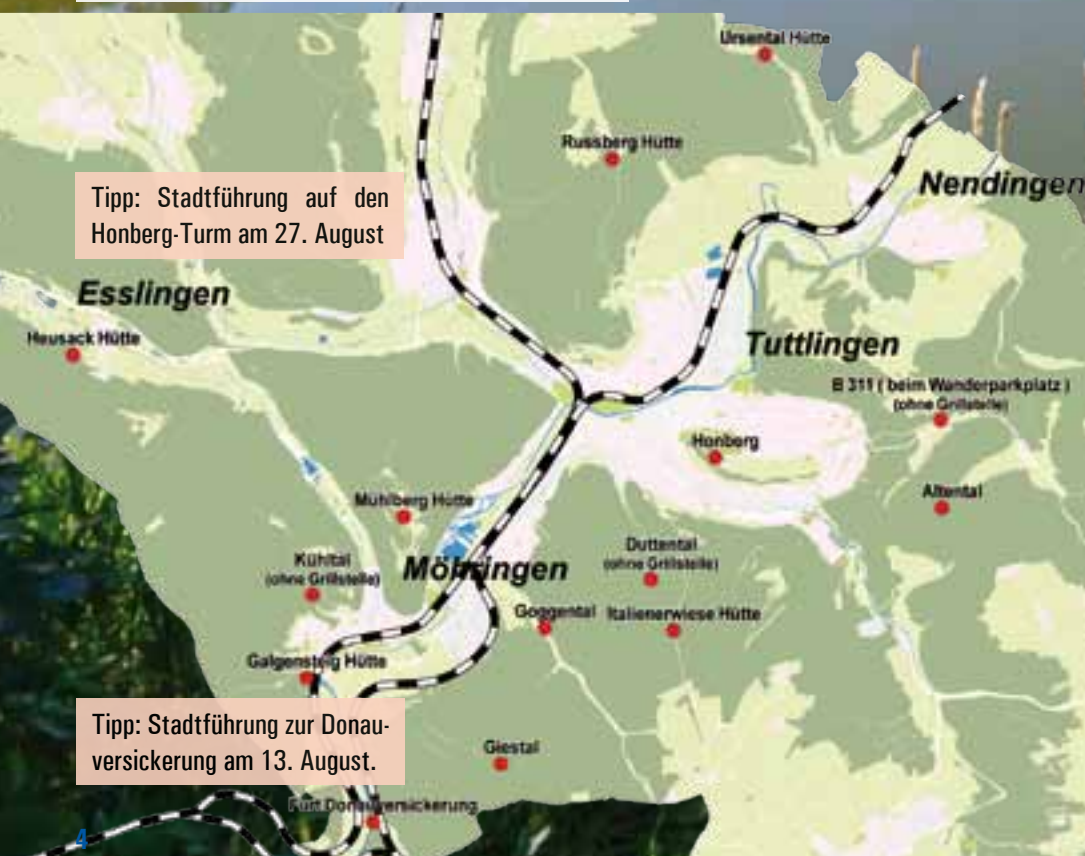 Ursental Hütte
Russberg Hütte
Nendingen
Tipp: Stadtführung auf den
Honberg-Turm am 27. August
Esslingen
Heusack Hütte
Tuttlingen
B 311 ( beim Wanderparkplatz )
(ohne Grillstelle)
Honberg
Altental
Mühlberg Hütte
Duttental
(ohne Grillstelle)
Kühltal
(ohne Grillstelle)
Möhringen
Goggental
Italienerwiese Hütte
Galgensteig Hütte
Tipp: Stadtführung zur Donau-
versickerung am 13. August.
Giestal
Furt Donauversickerung
4